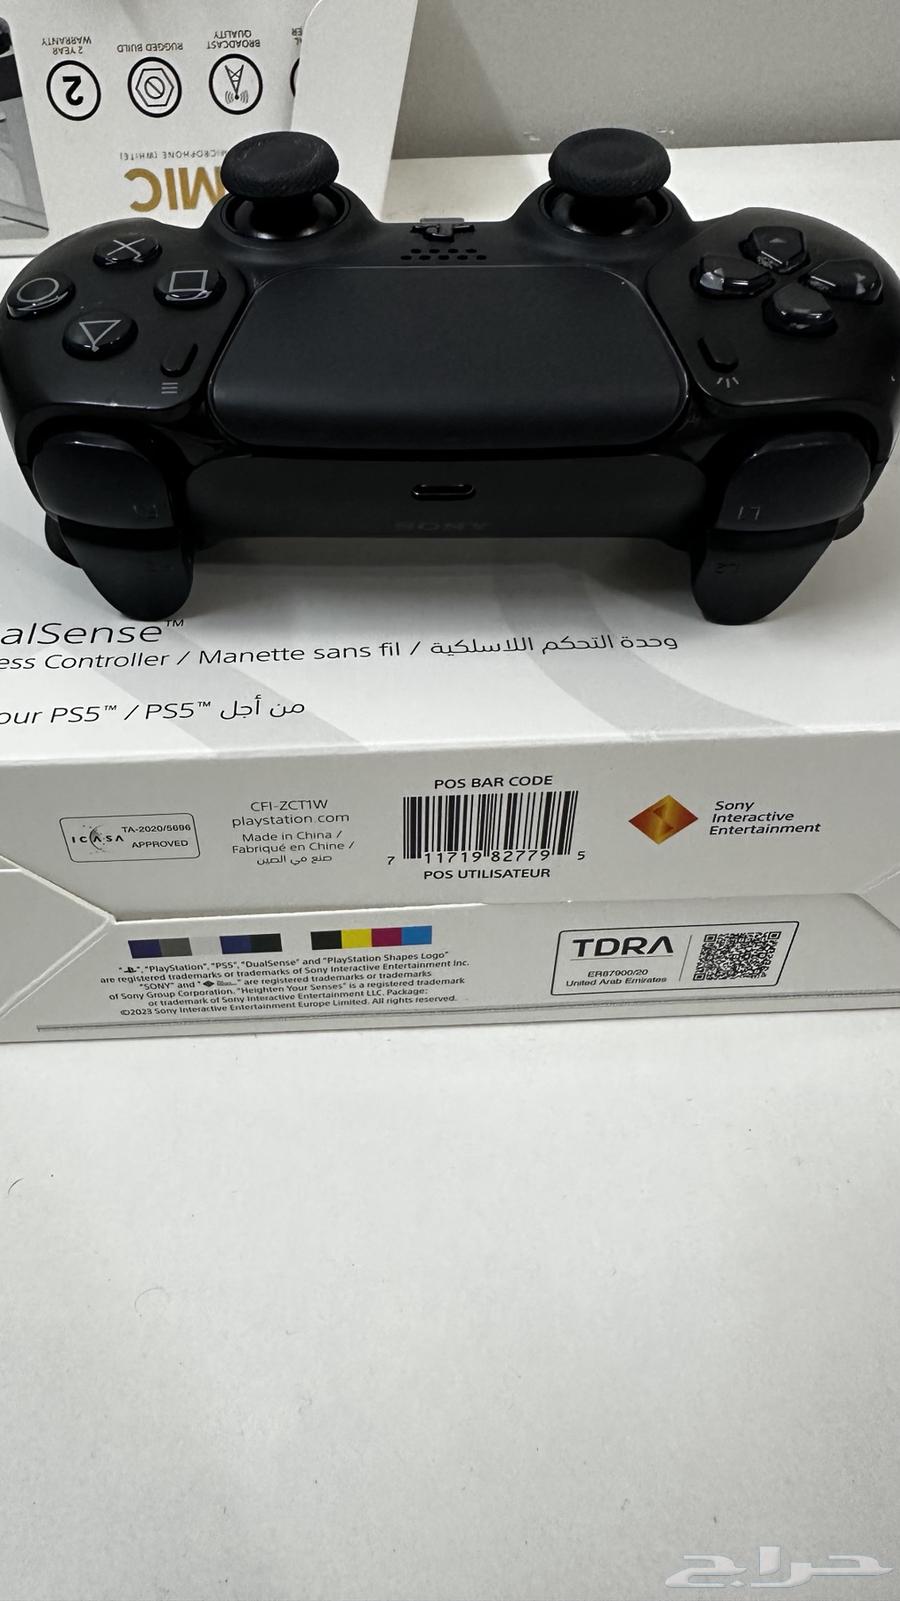 2 YEAR
WARRANTY
RUGGED BUILD
BROADCAST
QUALITY
2
MICROPHONE (WHITE)
MIC
SONY
L1
L2
alSense™
ess Controller / Manette sans fil / وحدة التحكم اللاسلكية
our PS5™ / PS5™ من أجل
ICASA
TA-2020/5696
APPROVED
CFI-ZCT1W
playstation.com
Made in China /
Fabriqué en Chine /
صنع في الصين
POS BAR CODE
7 11719 82779 5
POS UTILISATEUR
Sony
Interactive
Entertainment
"PlayStation", "PS5", "DualSense" and "PlayStation Shapes Logo"
are registered trademarks or trademarks of Sony Interactive Entertainment Inc.
"SONY" and " " are registered trademarks or trademarks
of Sony Group Corporation. "Heighten Your Senses" is a registered trademark
or trademark of Sony Interactive Entertainment LLC. Package:
©2023 Sony Interactive Entertainment Europe Limited. All rights reserved.
TDRA
ER87900/20
United Arab Emirates
حراج